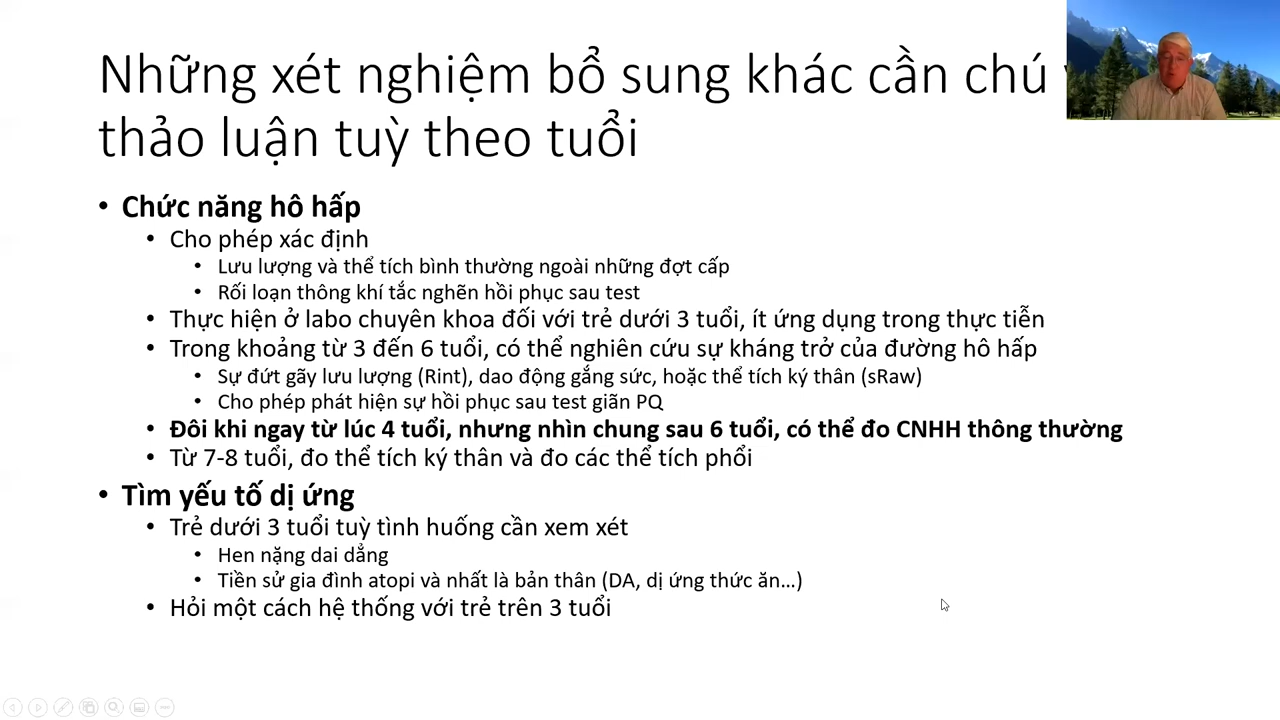 Những xét nghiệm bổ sung khác cần chú
thảo luận tuỳ theo tuổi
• Chức năng hô hấp
• Cho phép xác định
• Lưu lượng và thể tích bình thường ngoài những đợt cấp
• Rối loạn thông khí tắc nghẽn hồi phục sau test
• Thực hiện ở labo chuyên khoa đối với trẻ dưới 3 tuổi, ít ứng dụng trong thực tiễn
• Trong khoảng từ 3 đến 6 tuổi, có thể nghiên cứu sự kháng trở của đường hô hấp
• Sự đứt gãy lưu lượng (Rint), dao động gắng sức, hoặc thể tích ký thân (sRaw)
• Cho phép phát hiện sự hồi phục sau test giãn PQ
• Đôi khi ngay từ lúc 4 tuổi, nhưng nhìn chung sau 6 tuổi, có thể đo CNHH thông thường
• Từ 7-8 tuổi, đo thể tích ký thân và đo các thể tích phổi
• Tìm yếu tố dị ứng
• Trẻ dưới 3 tuổi tuỳ tình huống cần xem xét
• Hen nặng dai dẳng
• Tiền sử gia đình atopi và nhất là bản thân (DA, dị ứng thức ăn…)
• Hỏi một cách hệ thống với trẻ trên 3 tuổi